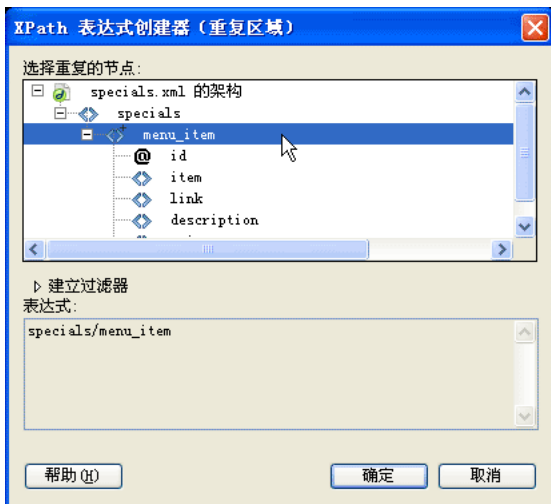 XPath 表达式创建器（重复区域）
选择重复的节点:
specials.xml 的架构
specials
menu_item
id
item
link
description
建立过滤器
表达式:
specials/menu_item
帮助(H)
确定
取消